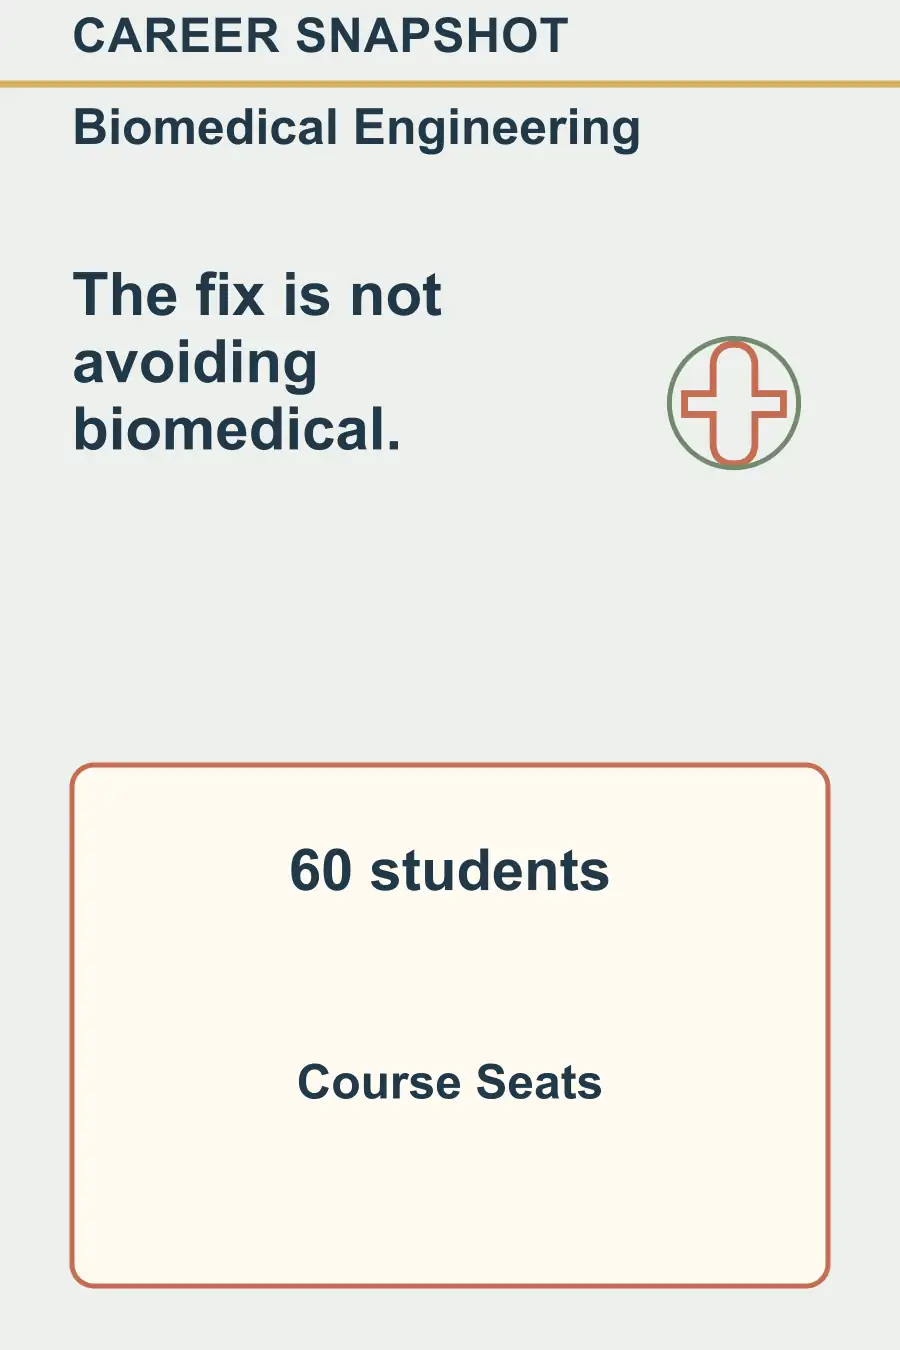 CAREER SNAPSHOT
Biomedical Engineering
The fix is not
avoiding
biomedical.
60 students
Course Seats